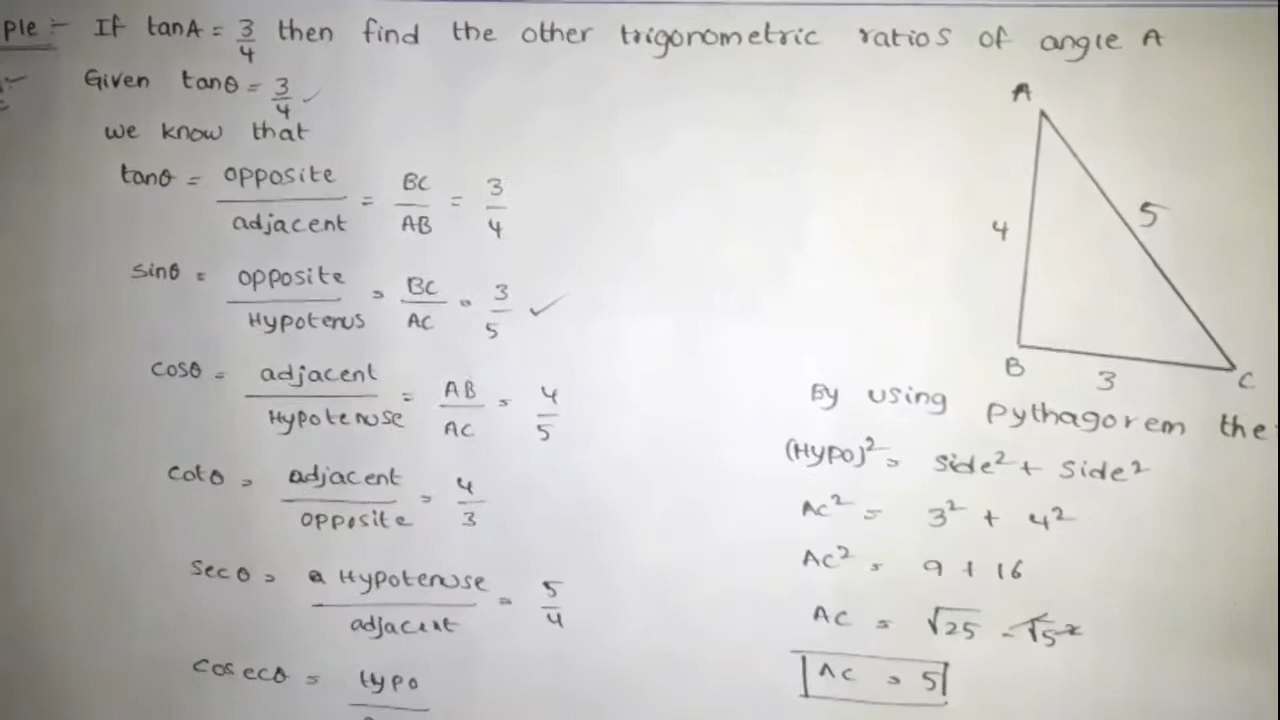 ple :- If tanA = 3/4 then find the other trigonometric ratios of angle A
Given tanθ = 3/4 ✓
we know that
tanθ = opposite/adjacent = BC/AB = 3/4
sinθ = opposite/Hypotenus = BC/AC = 3/5 ✓
cosθ = adjacent/Hypotenuse = AB/AC = 4/5
cotθ = adjacent/opposite = 4/3
secθ = Hypotenuse/adjacent = 5/4
cosecθ = Hypo
A
4
5
B
3
C
By using pythagorem the
(Hypo)² = side² + side²
AC² = 3² + 4²
AC² = 9 + 16
AC = √25 = √5²
AC = 5